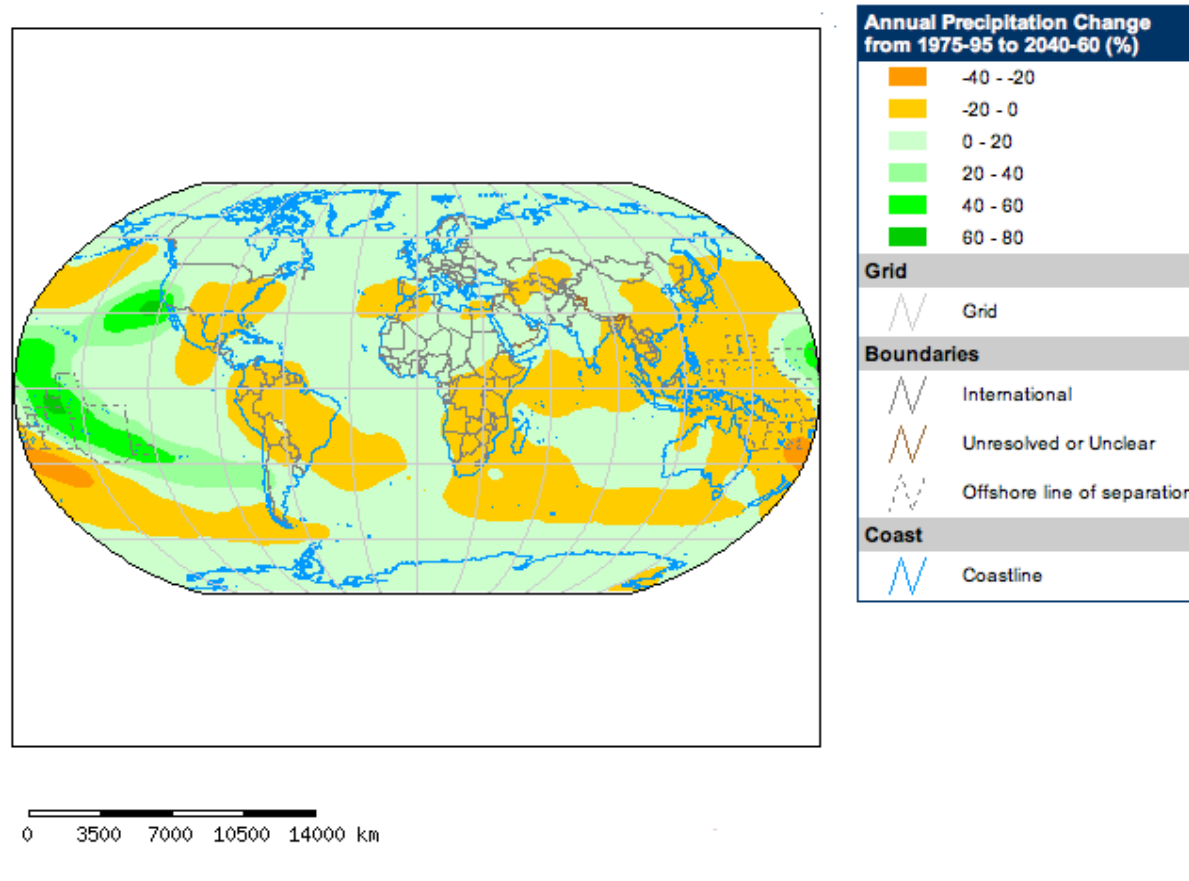 Annual Precipitation Change
from 1975-95 to 2040-60 (%)
-40 - -20
-20 - 0
0 - 20
20 - 40
40 - 60
60 - 80
Grid
Grid
Boundaries
International
Unresolved or Unclear
Offshore line of separation
Coast
Coastline
0 3500 7000 10500 14000 km